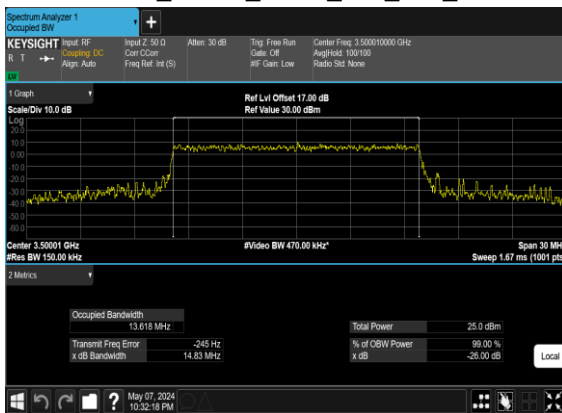 Spectrum Analyzer 1
Occupied BW
+
KEYSIGHT Input: RF Input Z: 50 Ω Atten: 30 dB Trig: Free Run Center Freq: 3.500010000 GHz
R T Coupling: DC Corr CCorr Gate: Off AvgHold: 100/100
Align: Auto Freq Ref: Int (S) #IF Gain: Low Radio Std: None
1 Graph
Ref Lvl Offset 17.00 dB
Scale/Div 10.0 dB Ref Value 30.00 dBm
Log
20.0
10.0
0.00
-10.0
-20.0
-30.0
-40.0
-50.0
-60.0
Center 3.50001 GHz #Video BW 470.00 kHz* Span 30 MH
#Res BW 150.00 kHz Sweep 1.67 ms (1001 pts
2 Metrics
Occupied Bandwidth
13.618 MHz Total Power 25.0 dBm
Transmit Freq Error -245 Hz % of OBW Power 99.00 %
x dB Bandwidth 14.83 MHz x dB -26.00 dB
Local
? May 07, 2024
10:32:18 PM